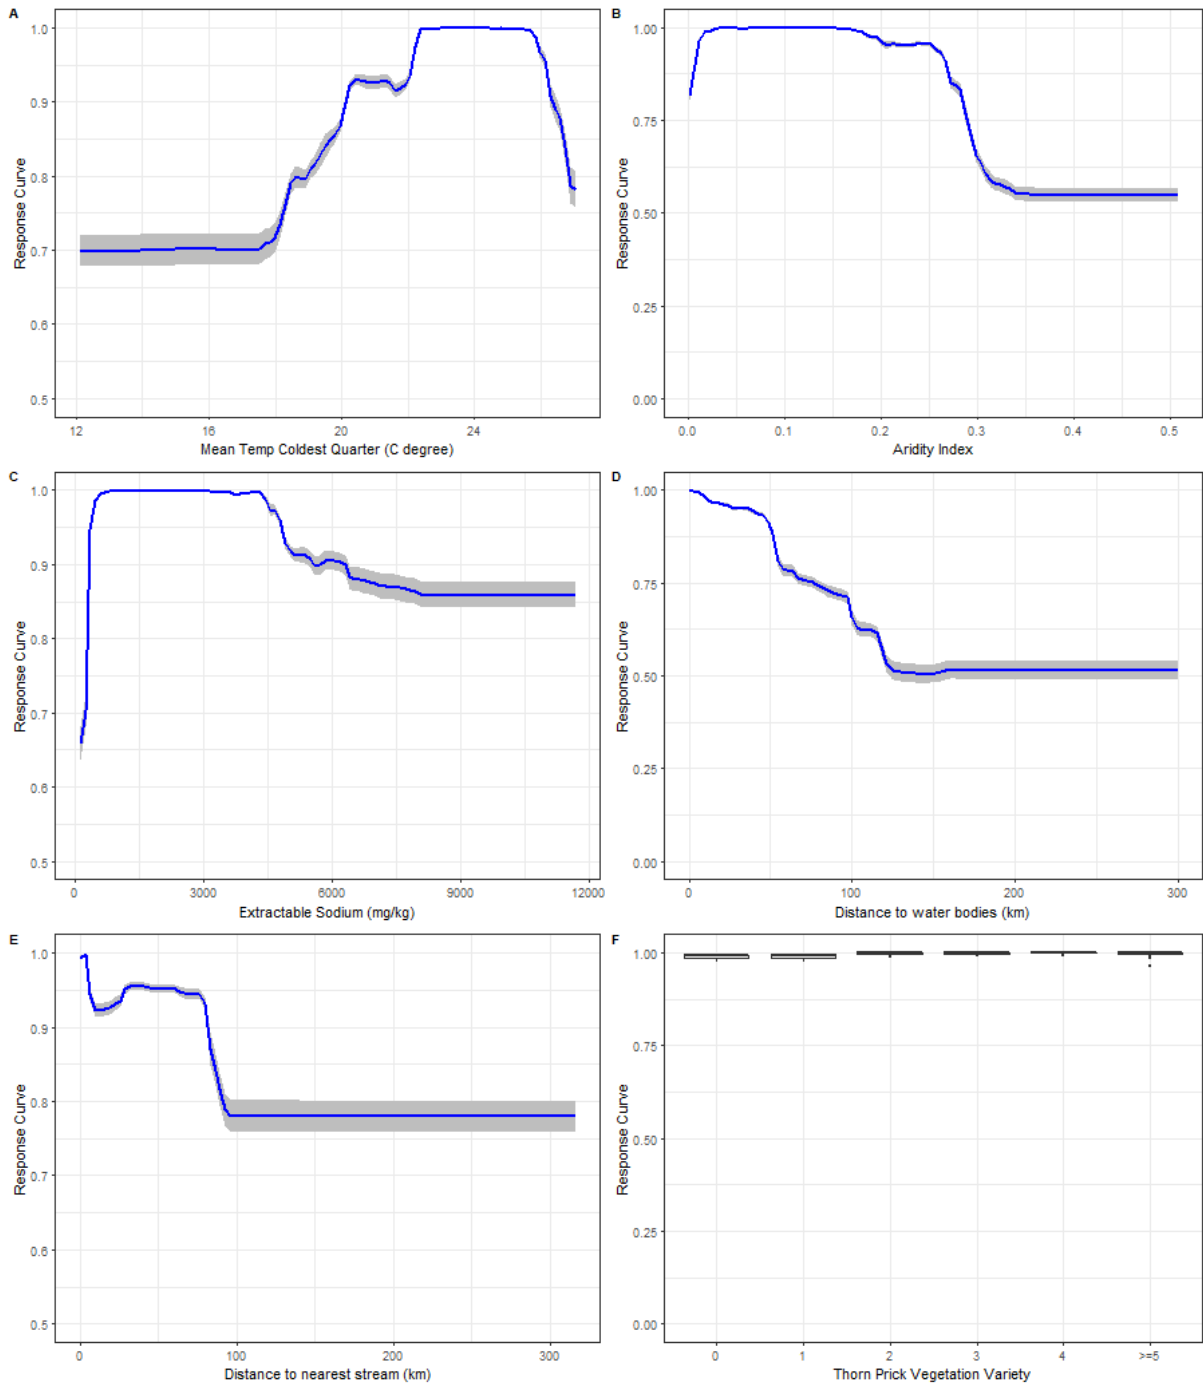 A
Response Curve
1.0
0.9
0.8
0.7
0.6
0.5
12 16 20 24
Mean Temp Coldest Quarter (C degree)
B
Response Curve
1.00
0.75
0.50
0.25
0.00
0.0 0.1 0.2 0.3 0.4 0.5
Aridity Index
C
Response Curve
1.0
0.9
0.8
0.7
0.6
0.5
0 3000 6000 9000 12000
Extractable Sodium (mg/kg)
D
Response Curve
1.00
0.75
0.50
0.25
0.00
0 100 200 300
Distance to water bodies (km)
E
Response Curve
1.0
0.9
0.8
0.7
0.6
0.5
0 100 200 300
Distance to nearest stream (km)
F
Response Curve
1.00
0.75
0.50
0.25
0.00
0 1 2 3 4 >=5
Thorn Prick Vegetation Variety